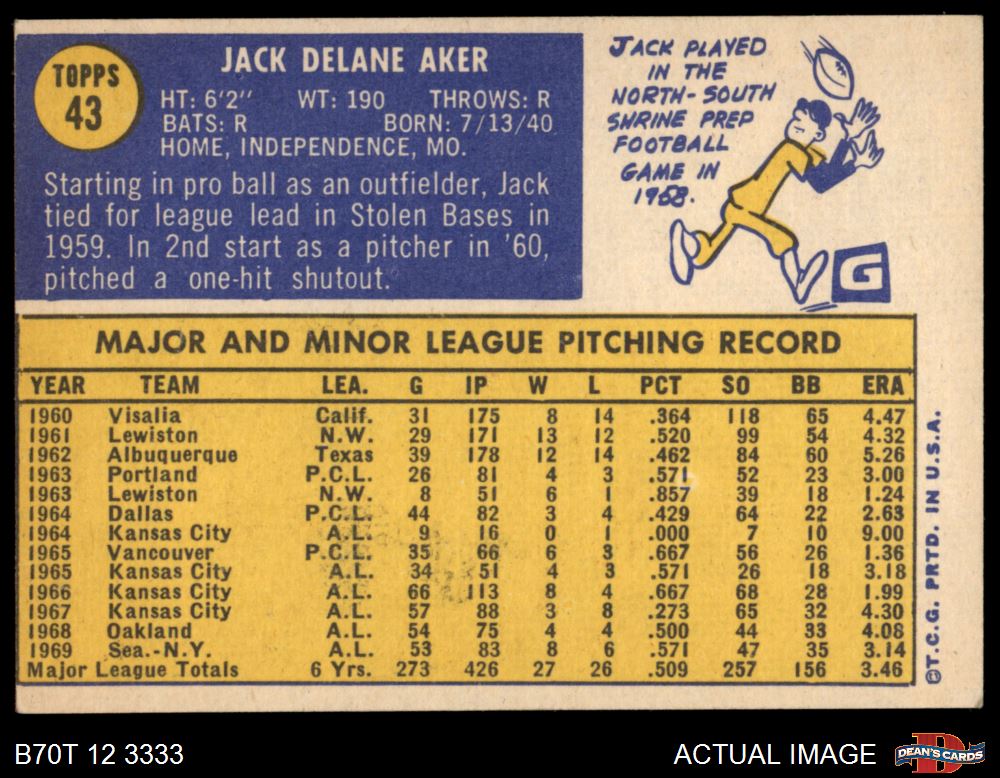 TOPPS
43
JACK DELANE AKER
HT: 6'2" WT: 190 THROWS: R
BATS: R BORN: 7/13/40
HOME, INDEPENDENCE, MO.
Starting in pro ball as an outfielder, Jack
tied for league lead in Stolen Bases in
1959. In 2nd start as a pitcher in '60,
pitched a one-hit shutout.
JACK PLAYED
IN THE
NORTH-SOUTH
SHRINE PREP
FOOTBALL
GAME IN
1958.
G
MAJOR AND MINOR LEAGUE PITCHING RECORD
YEAR TEAM LEA. G IP W L PCT SO BB ERA
1960 Visalia Calif. 31 175 8 14 .364 118 65 4.47
1961 Lewiston N.W. 29 171 13 12 .520 99 54 4.32
1962 Albuquerque Texas 39 178 12 14 .462 84 60 5.26
1963 Portland P.C.L. 26 81 4 3 .571 52 23 3.00
1963 Lewiston N.W. 8 51 6 1 .857 39 18 1.24
1964 Dallas P.C.L. 44 82 3 4 .429 64 22 2.63
1964 Kansas City A.L. 9 16 0 1 .000 7 10 9.00
1965 Vancouver P.C.L. 35 66 6 3 .667 56 26 1.36
1965 Kansas City A.L. 34 51 4 3 .571 26 18 3.18
1966 Kansas City A.L. 66 113 8 4 .667 68 28 1.99
1967 Kansas City A.L. 57 88 3 8 .273 65 32 4.30
1968 Oakland A.L. 54 75 4 4 .500 44 33 4.08
1969 Sea.-N.Y. A.L. 53 83 8 6 .571 47 35 3.14
Major League Totals 6 Yrs. 273 426 27 26 .509 257 156 3.46
©T.C.G. PRTD. IN U.S.A.
B70T 12 3333
ACTUAL IMAGE
DEAN'S CARDS